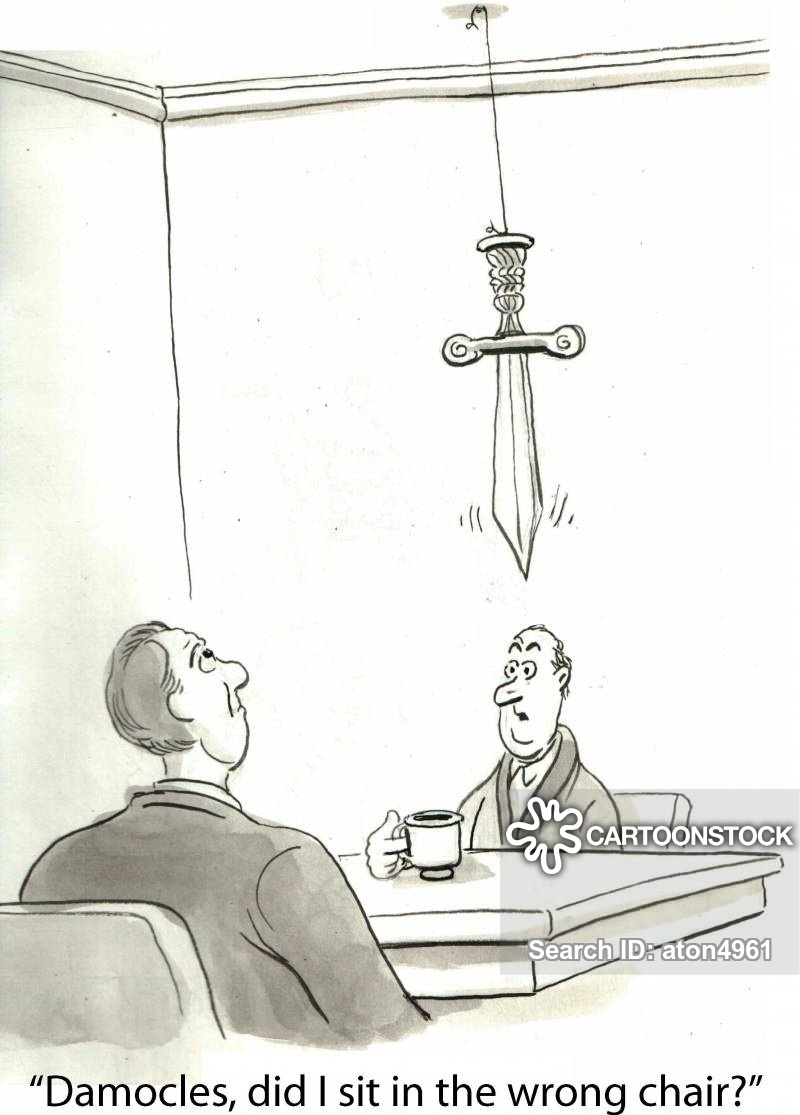 CARTOONSTOCK
Search ID: aton4961
“Damocles, did I sit in the wrong chair?”